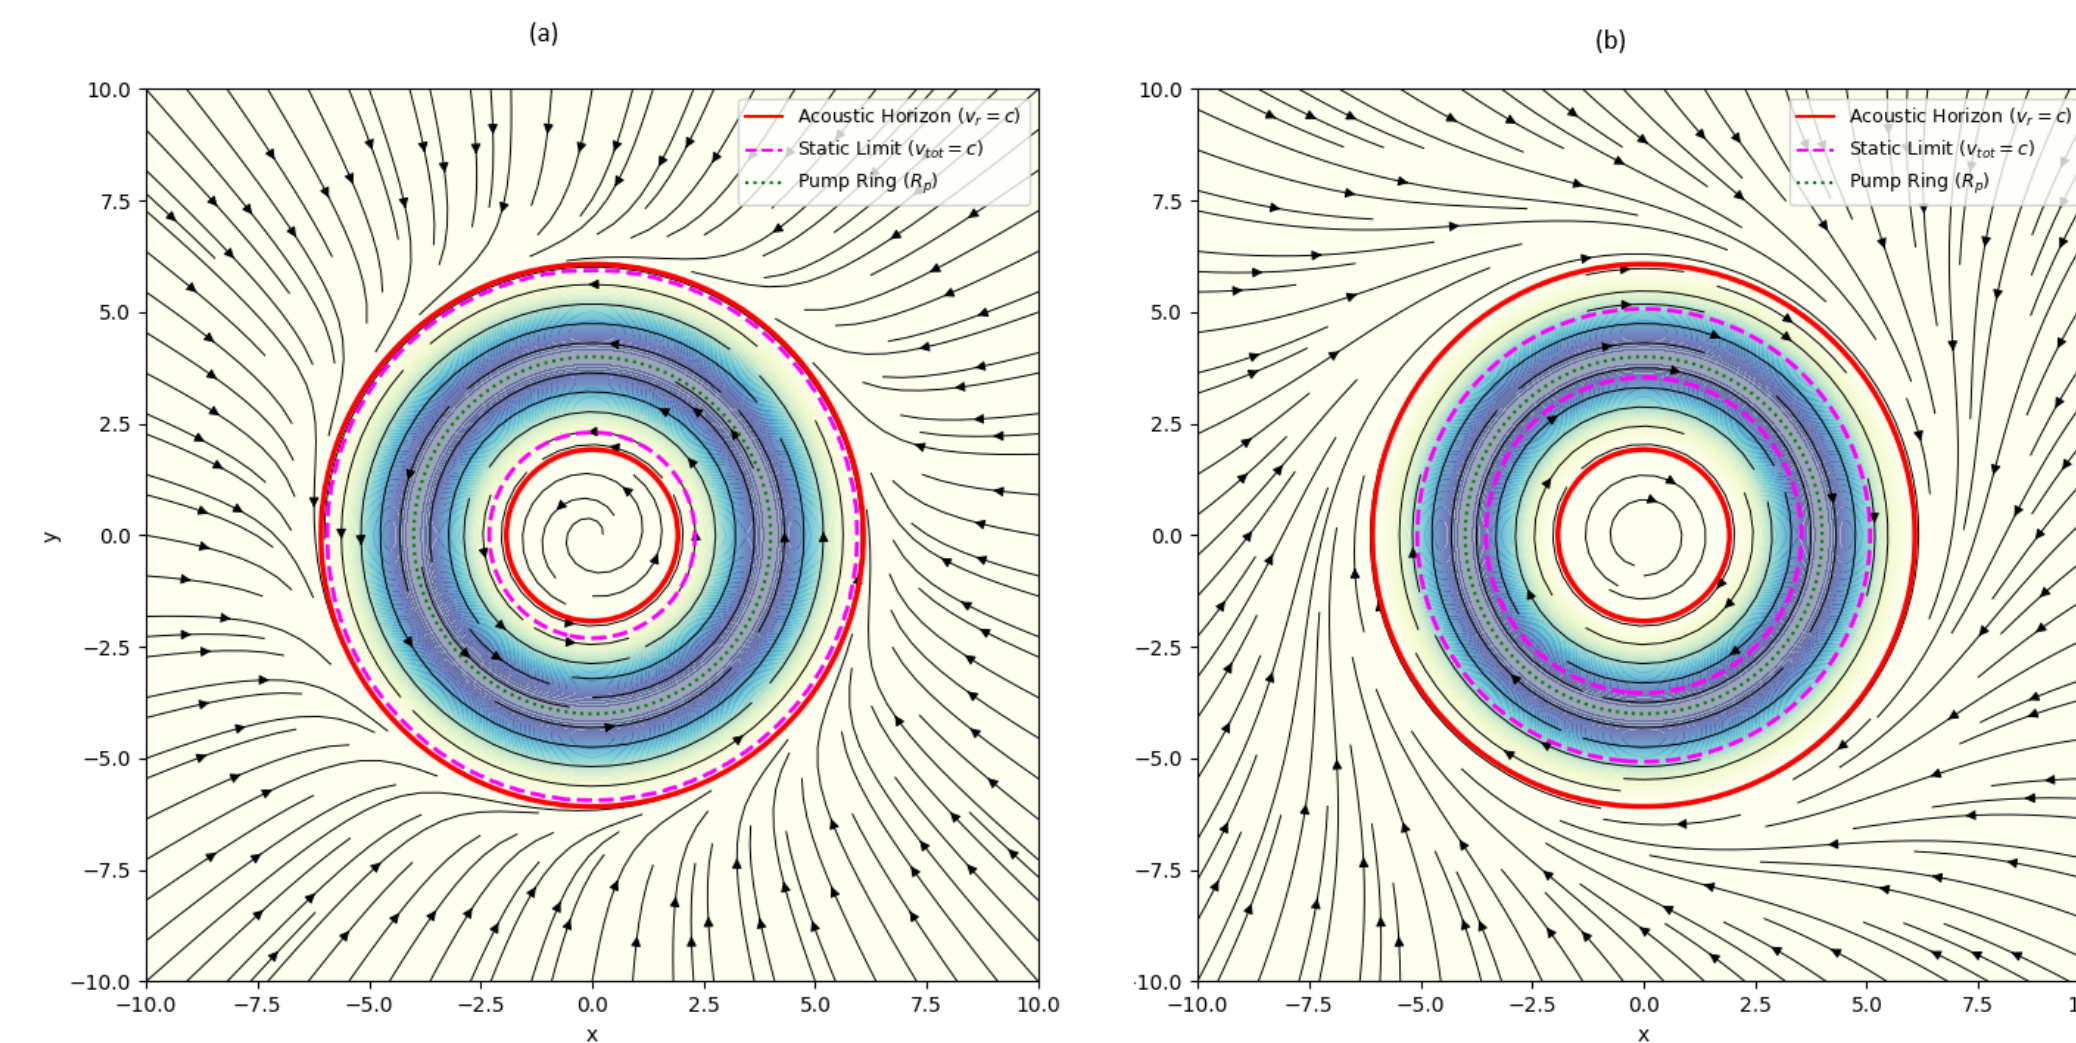 (a)
(b)
10.0
7.5
5.0
2.5
0.0
−2.5
−5.0
−7.5
−10.0
y
Acoustic Horizon (v_r = c)
Static Limit (v_tot = c)
Pump Ring (R_p)
−10.0 −7.5 −5.0 −2.5 0.0 2.5 5.0 7.5 10.0
x
10.0
7.5
5.0
2.5
0.0
−2.5
−5.0
−7.5
-10.0
Acoustic Horizon (v_r = c)
Static Limit (v_tot = c)
Pump Ring (R_p)
−10.0 −7.5 −5.0 −2.5 0.0 2.5 5.0 7.5
x